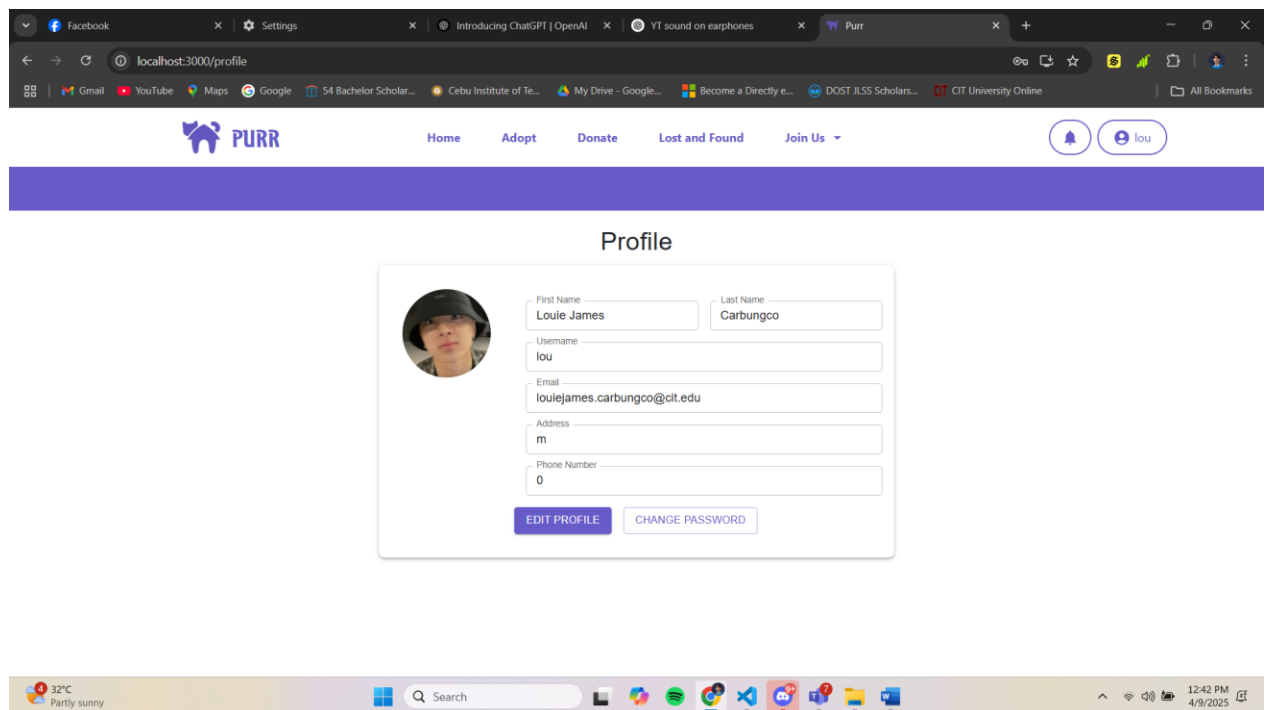 Facebook
Settings
Introducing ChatGPT | OpenAI
YT sound on earphones
Purr
localhost:3000/profile
Gmail YouTube Maps Google 54 Bachelor Scholar... Cebu Institute of Te... My Drive - Google... Become a Directly e... DOST JLSS Scholars... CIT University Online All Bookmarks
PURR Home Adopt Donate Lost and Found Join Us lou
Profile
First Name Last Name
Louie James Carbungco
Username
lou
Email
louiejames.carbungco@cit.edu
Address
m
Phone Number
0
EDIT PROFILE CHANGE PASSWORD
4 32°C
Partly sunny
Search
9+
7
12:42 PM
4/9/2025